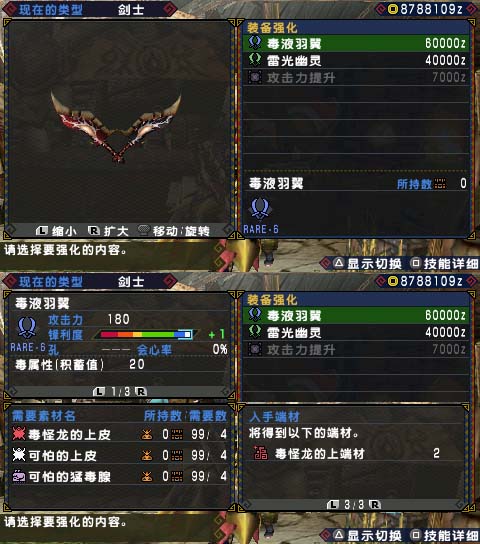 现在的类型 剑士
8788109z
装备强化
毒液羽翼 60000z
雷光幽灵 40000z
攻击力提升 7000z
毒液羽翼 所持数 0
RARE-6
L 缩小 R 扩大 移动/旋转
请选择要强化的内容。
△显示切换 □技能详细
现在的类型 剑士
8788109z
毒液羽翼
攻击力 180
锋利度 +1
RARE-6 孔 --- 会心率 0%
毒属性(积蓄值) 20
L 1/3 R
装备强化
毒液羽翼 60000z
雷光幽灵 40000z
攻击力提升 7000z
需要素材名 所持数/需要数
毒怪龙的上皮 0 99/ 4
可怕的上皮 0 99/ 4
可怕的猛毒腺 0 99/ 4
入手端材
将得到以下的端材。
毒怪龙的上端材 2
L 3/3 R
请选择要强化的内容。
△显示切换 □技能详细